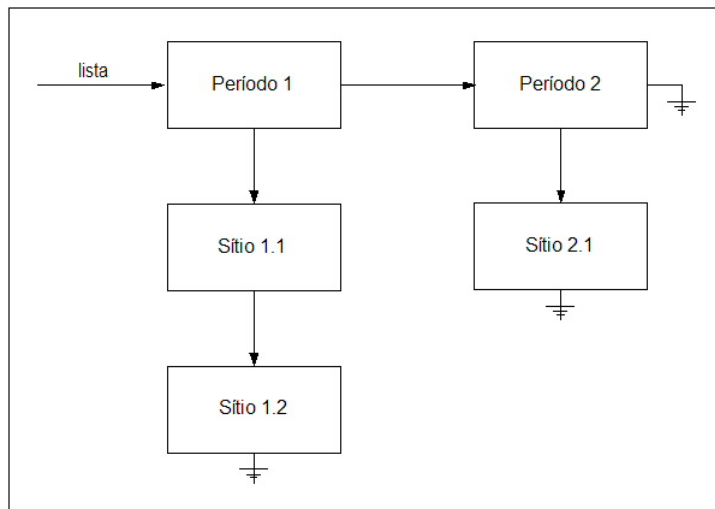 lista
Período 1
Período 2
Sítio 1.1
Sítio 2.1
Sítio 1.2